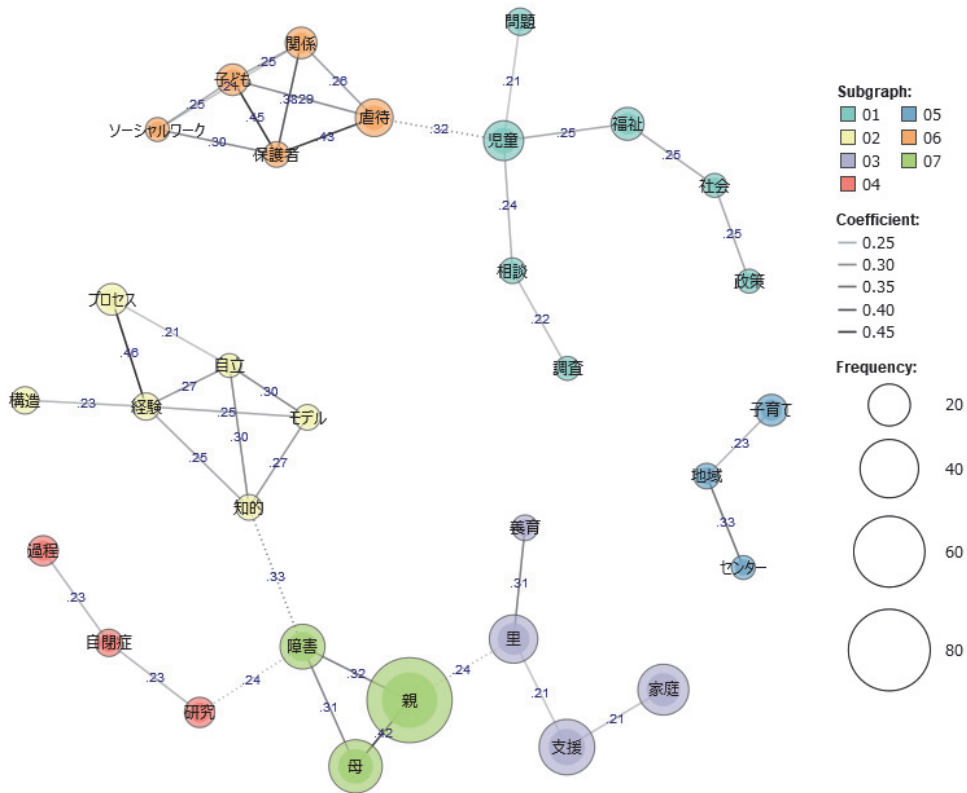 問題
関係
.25
.21
.26
子ども
.38
.29
虐待
.25
.45
.32
児童
.25
福祉
ソーシャルワーク
.30
保護者
.43
.25
社会
.24
.25
相談
政策
.22
調査
プロセス
.21
.46
自立
.27
.30
構造
.23
経験
.25
モデル
.30
.25
.27
知的
.33
過程
.23
自閉症
.23
研究
.24
障害
.32
.31
親
.42
母
.24
養育
.31
里
.21
支援
.21
家庭
子育て
.23
地域
.33
センター
Subgraph:
01
05
02
06
03
07
04
Coefficient:
0.25
0.30
0.35
0.40
0.45
Frequency:
20
40
60
80